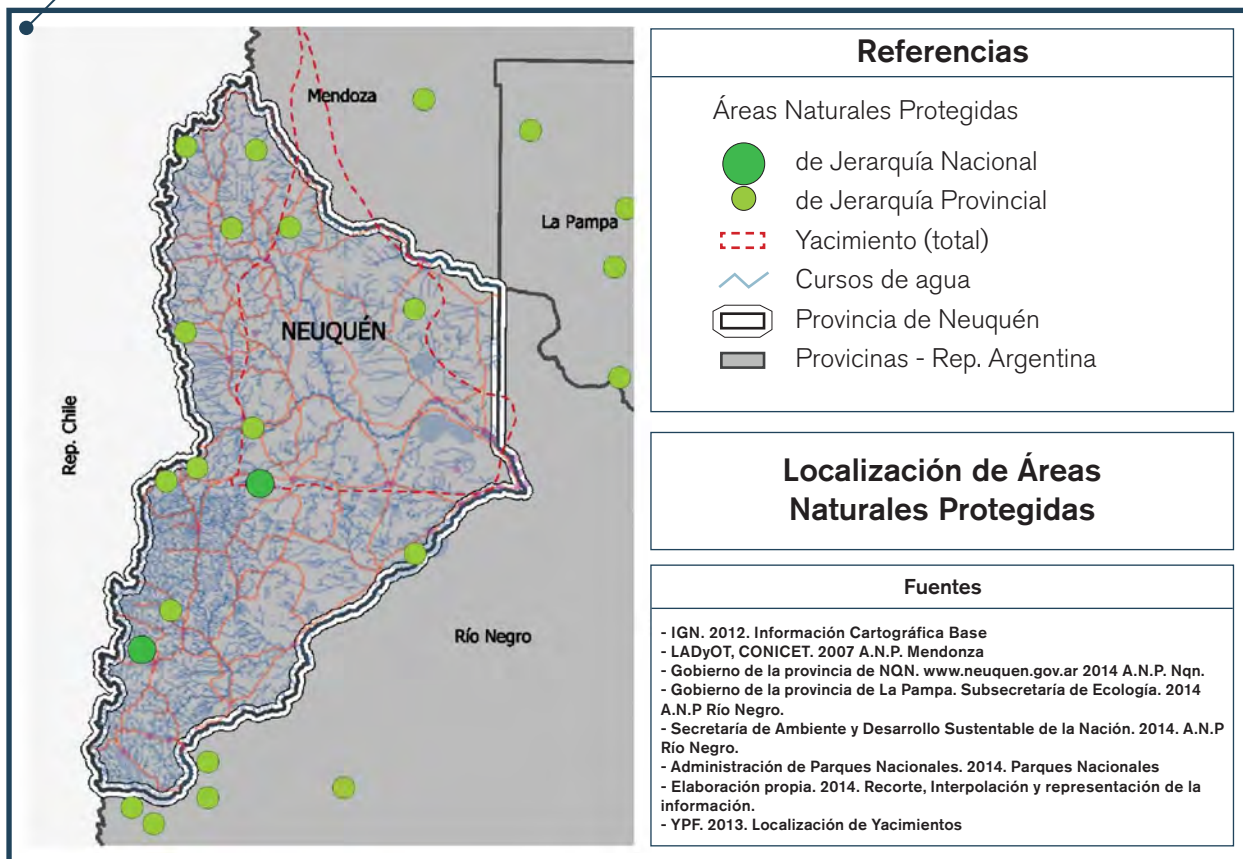 Mendoza
La Pampa
NEUQUÉN
Rep. Chile
Río Negro
Referencias
Áreas Naturales Protegidas
de Jerarquía Nacional
de Jerarquía Provincial
Yacimiento (total)
Cursos de agua
Provincia de Neuquén
Provicinas - Rep. Argentina
Localización de Áreas
Naturales Protegidas
Fuentes
- IGN. 2012. Información Cartográfica Base
- LADyOT, CONICET. 2007 A.N.P. Mendonza
- Gobierno de la provincia de NQN. www.neuquen.gov.ar 2014 A.N.P. Nqn.
- Gobierno de la provincia de La Pampa. Subsecretaría de Ecología. 2014
A.N.P Río Negro.
- Secretaría de Ambiente y Desarrollo Sustentable de la Nación. 2014. A.N.P
Río Negro.
- Administración de Parques Nacionales. 2014. Parques Nacionales
- Elaboración propia. 2014. Recorte, Interpolación y representación de la
información.
- YPF. 2013. Localización de Yacimientos